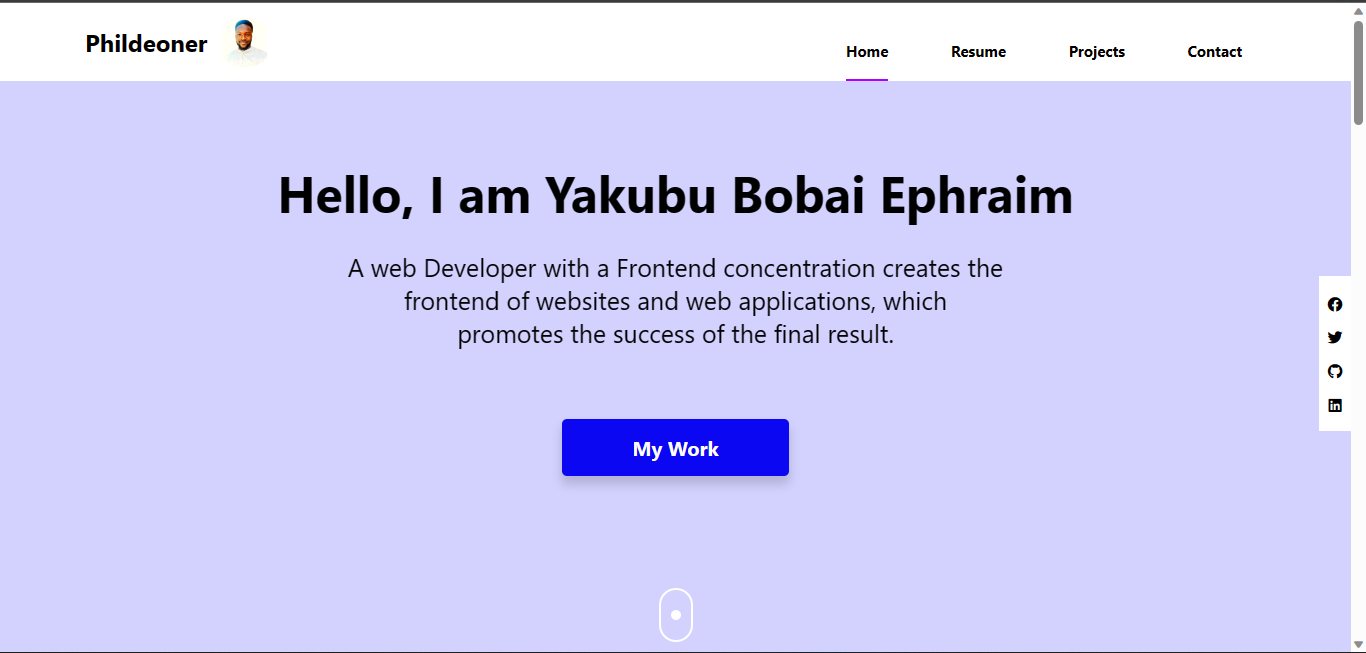 Phildeoner
Home Resume Projects Contact
Hello, I am Yakubu Bobai Ephraim
A web Developer with a Frontend concentration creates the
frontend of websites and web applications, which
promotes the success of the final result.
My Work